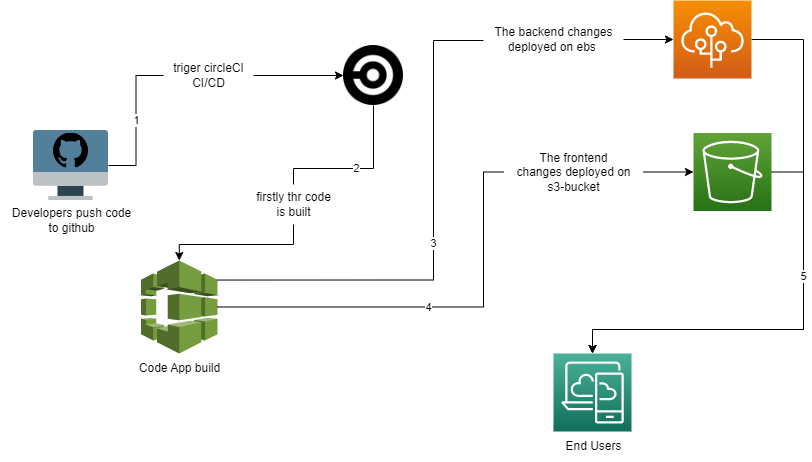 The backend changes
deployed on ebs
triger circleCI
CI/CD
1
2
The frontend
changes deployed on
s3-bucket
firstly thr code
is built
Developers push code
to github
3
5
4
Code App build
End Users